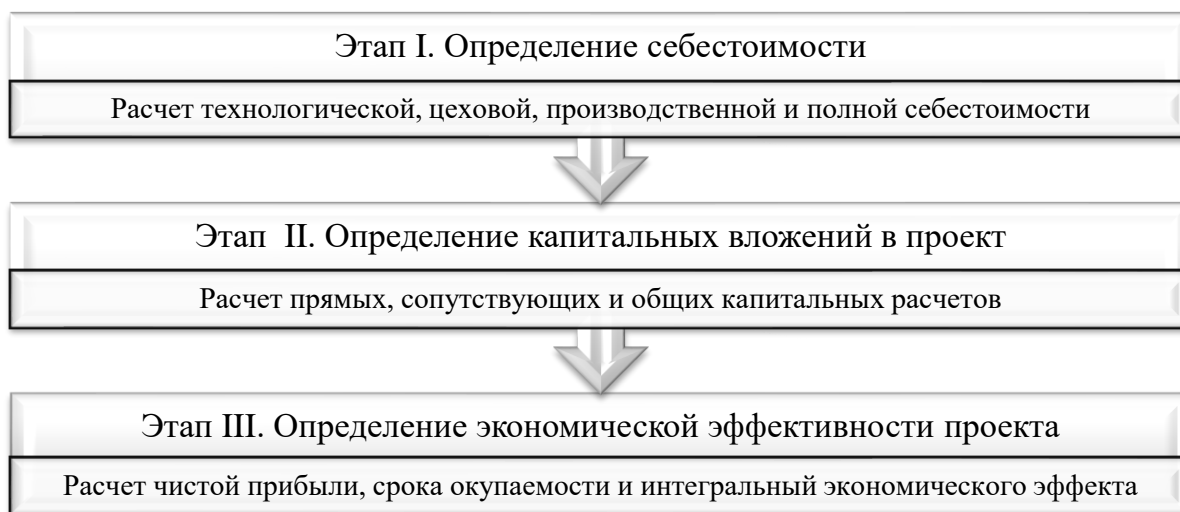 Этап I. Определение себестоимости
Расчет технологической, цеховой, производственной и полной себестоимости
Этап II. Определение капитальных вложений в проект
Расчет прямых, сопутствующих и общих капитальных расчетов
Этап III. Определение экономической эффективности проекта
Расчет чистой прибыли, срока окупаемости и интегральный экономического эффекта